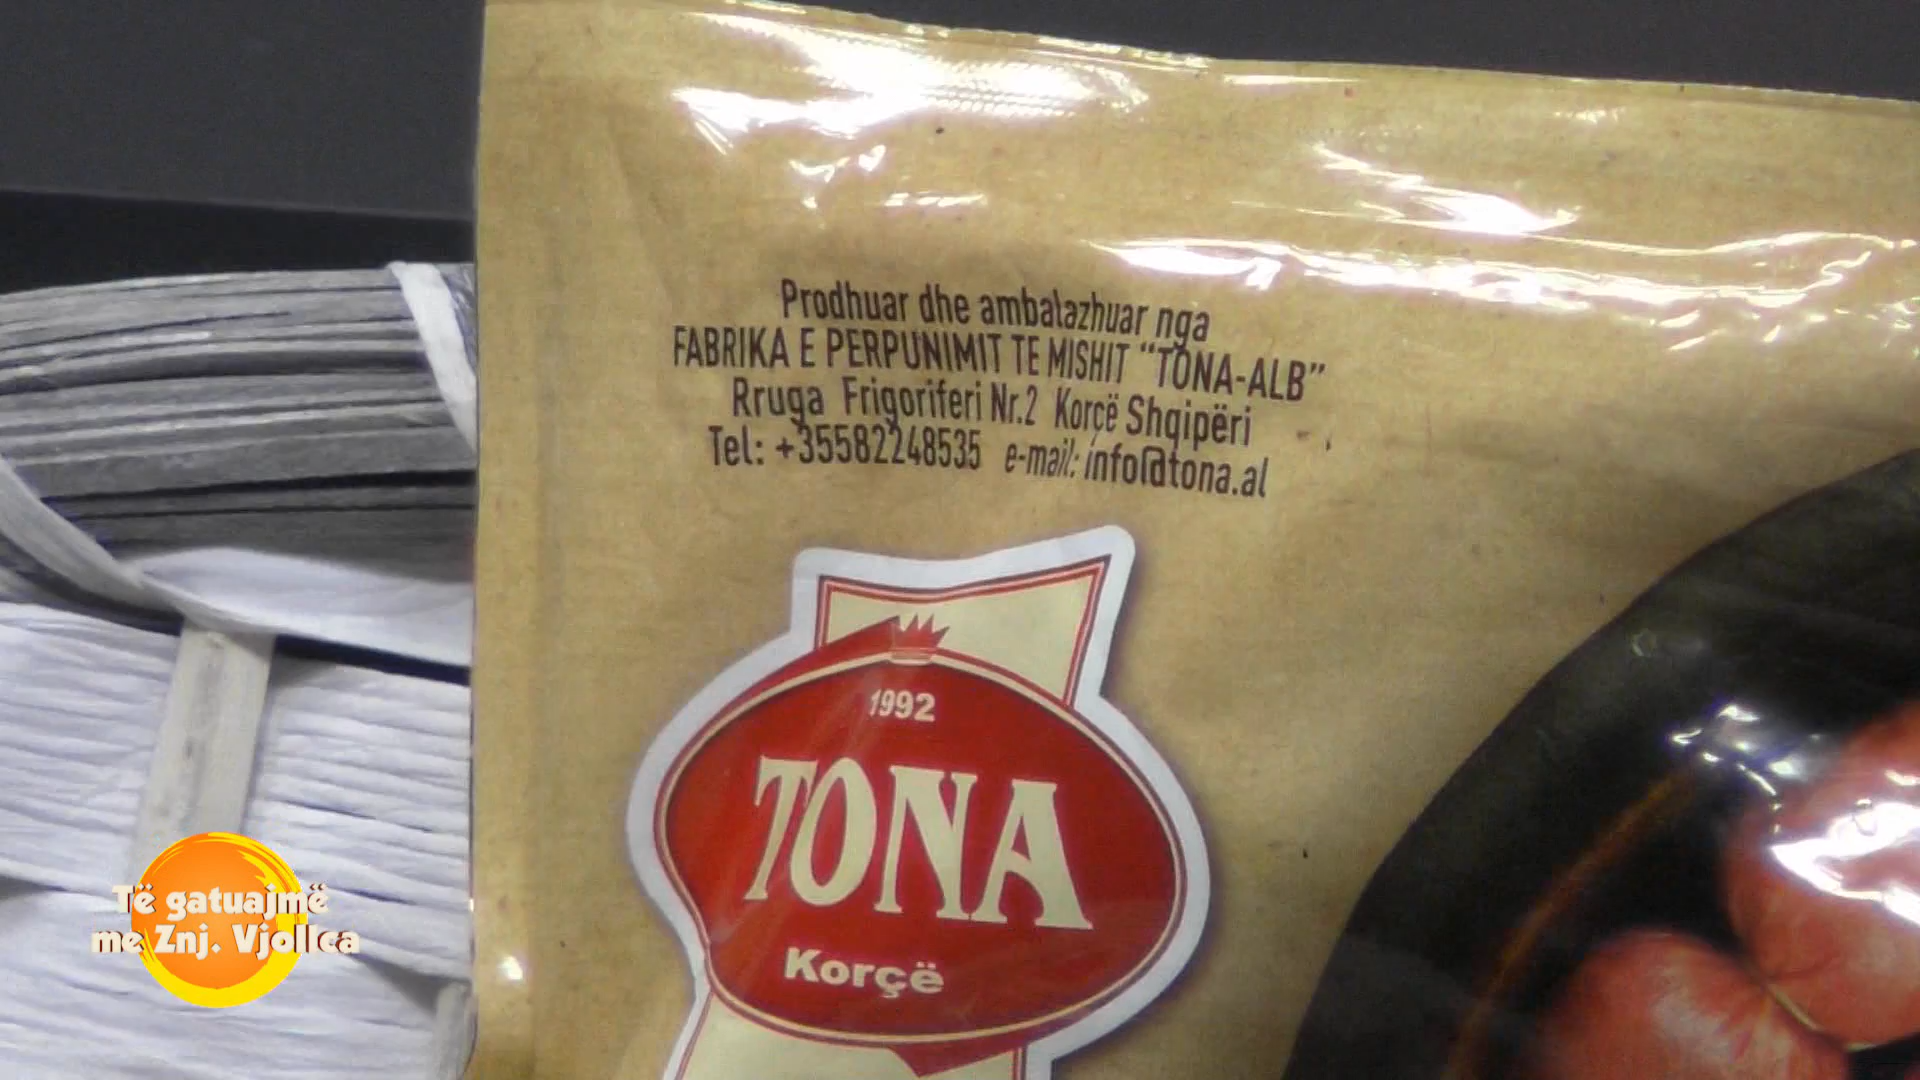 Prodhuar dhe ambalazhuar nga
FABRIKA E PERPUNIMIT TE MISHIT “TONA-ALB”
Rruga Frigoriferi Nr.2 Korçë Shqipëri
Tel: +35582248535 e-mail: info@tona.al
1992
TONA
Korçë
Të gatuajmë
me Znj. Vjollca